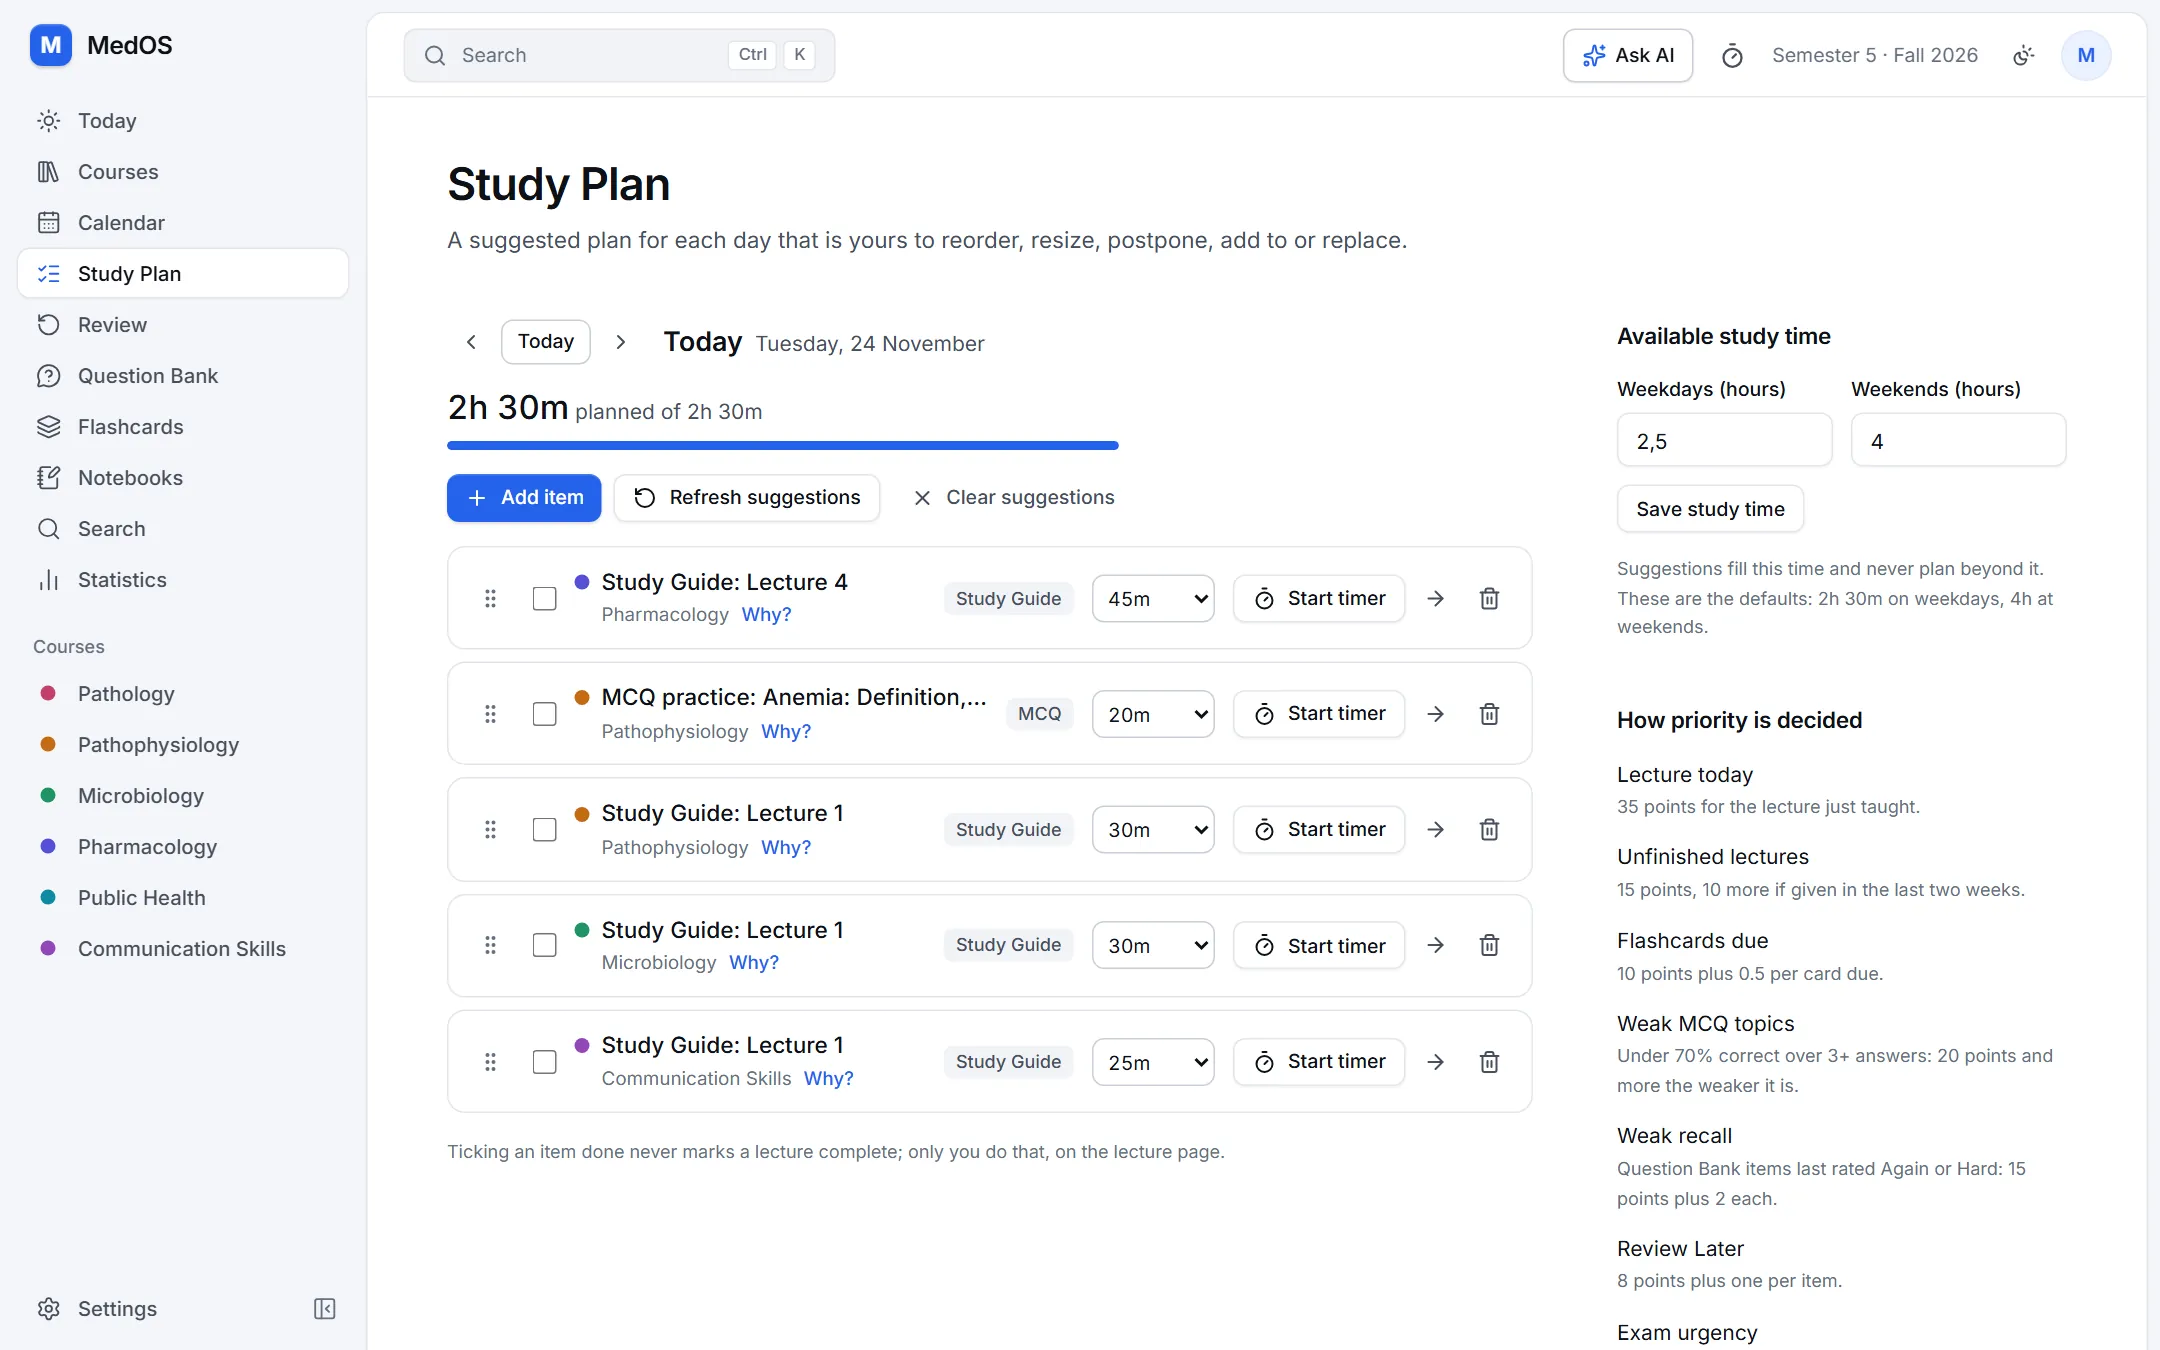 M MedOS
Today
Courses
Calendar
Study Plan
Review
Question Bank
Flashcards
Notebooks
Search
Statistics
Courses
Pathology
Pathophysiology
Microbiology
Pharmacology
Public Health
Communication Skills
Settings
Search Ctrl K
Ask AI
Semester 5 · Fall 2026
M
Study Plan
A suggested plan for each day that is yours to reorder, resize, postpone, add to or replace.
Today
Today Tuesday, 24 November
2h 30m planned of 2h 30m
Add item
Refresh suggestions
Clear suggestions
Study Guide: Lecture 4
Pharmacology Why?
Study Guide
45m
Start timer
MCQ practice: Anemia: Definition,...
Pathophysiology Why?
MCQ
20m
Start timer
Study Guide: Lecture 1
Pathophysiology Why?
Study Guide
30m
Start timer
Study Guide: Lecture 1
Microbiology Why?
Study Guide
30m
Start timer
Study Guide: Lecture 1
Communication Skills Why?
Study Guide
25m
Start timer
Ticking an item done never marks a lecture complete; only you do that, on the lecture page.
Available study time
Weekdays (hours) Weekends (hours)
2,5 4
Save study time
Suggestions fill this time and never plan beyond it.
These are the defaults: 2h 30m on weekdays, 4h at
weekends.
How priority is decided
Lecture today
35 points for the lecture just taught.
Unfinished lectures
15 points, 10 more if given in the last two weeks.
Flashcards due
10 points plus 0.5 per card due.
Weak MCQ topics
Under 70% correct over 3+ answers: 20 points and
more the weaker it is.
Weak recall
Question Bank items last rated Again or Hard: 15
points plus 2 each.
Review Later
8 points plus one per item.
Exam urgency